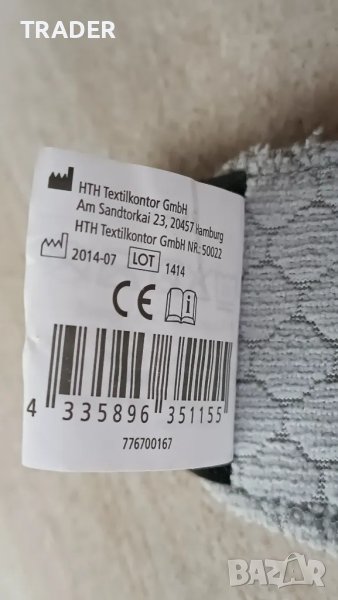 TRADER
HTH Textilkontor GmbH
Am Sandtorkai 23, 20457 Hamburg
HTH Textilkontor GmbH NR.: 50022
2014-07 LOT 1414
CE
4 335896 351155
776700167
BAZAR